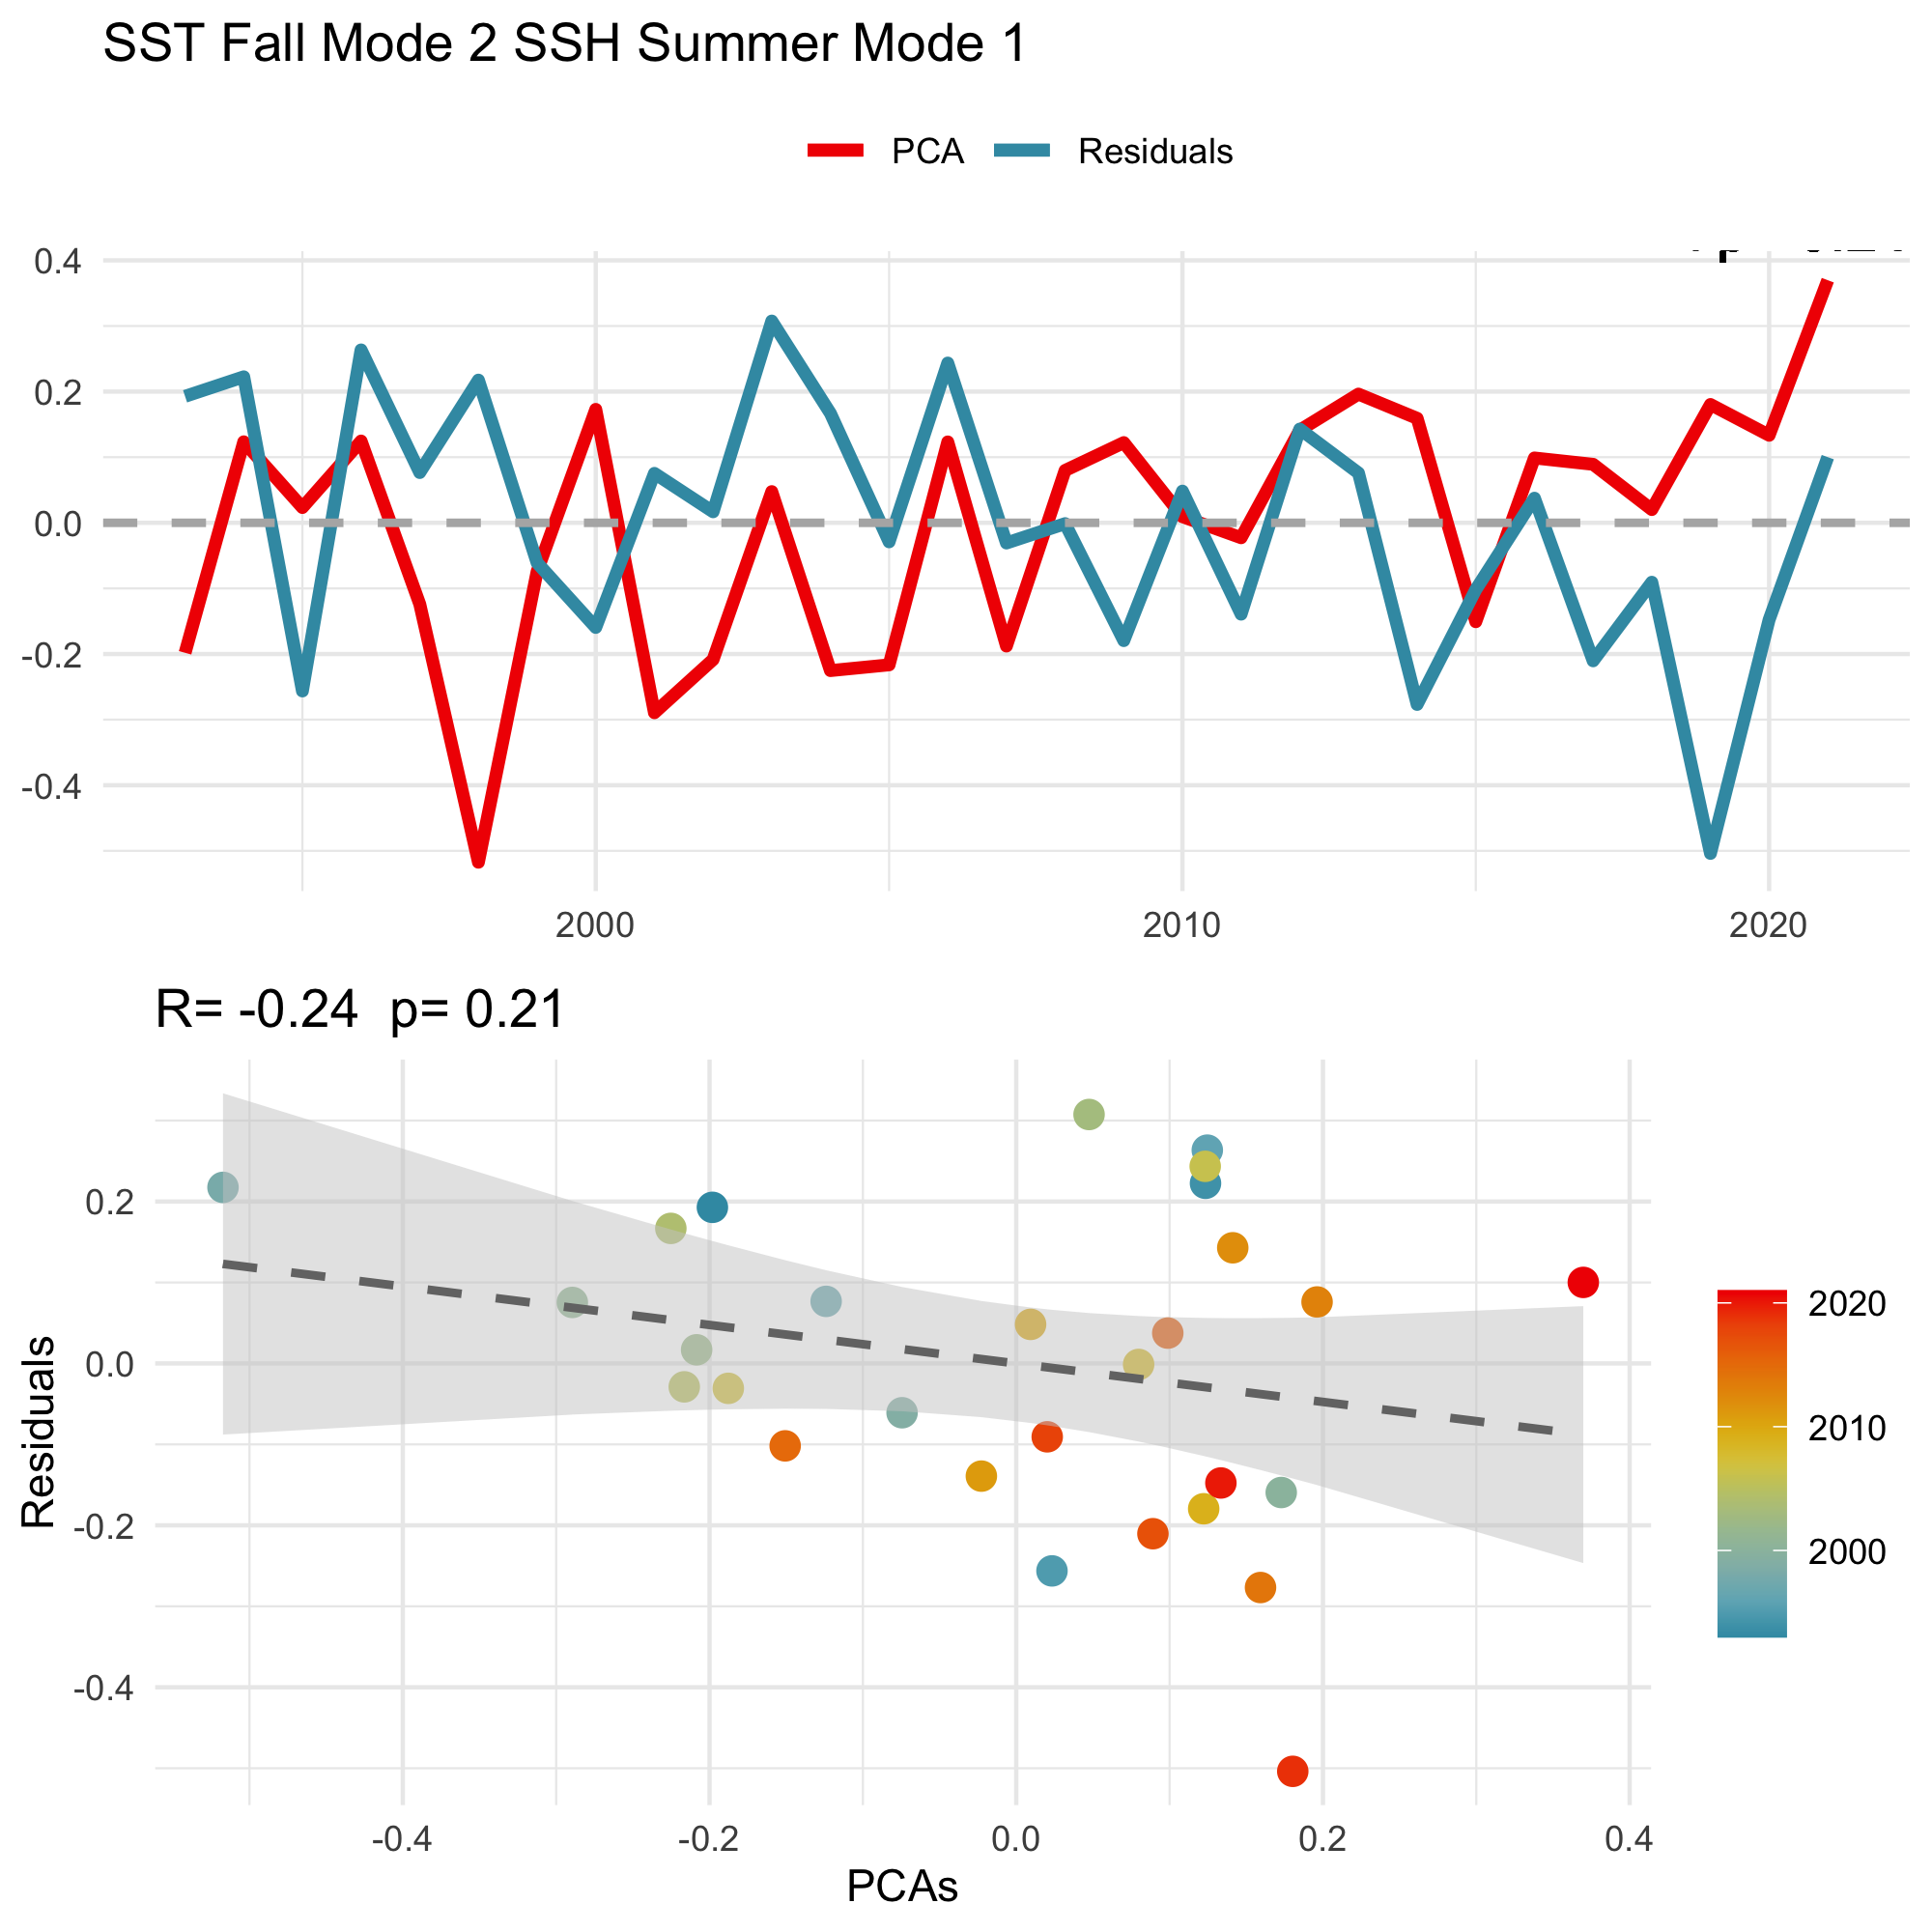 SST Fall Mode 2 SSH Summer Mode 1
PCA Residuals
0.4
0.2
0.0
-0.2
-0.4
2000 2010 2020
R= -0.24 p= 0.21
Residuals
0.2
0.0
-0.2
-0.4
-0.4 -0.2 0.0 0.2 0.4
PCAs
2020
2010
2000